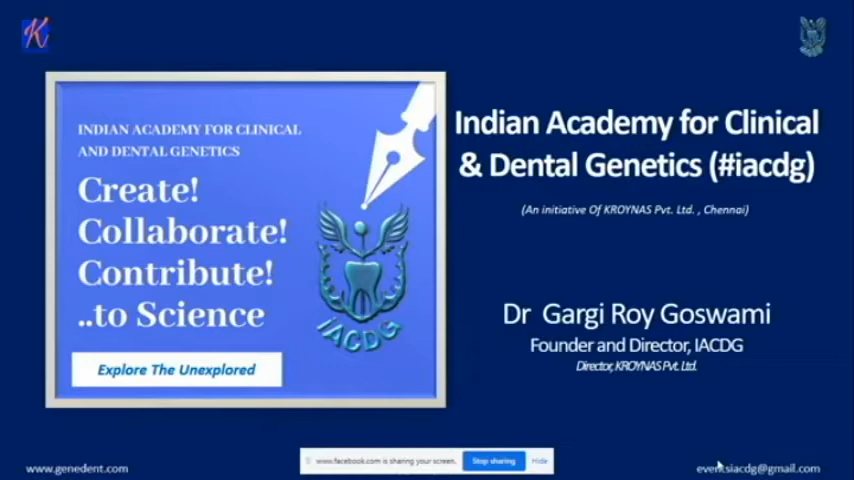 K
INDIAN ACADEMY FOR CLINICAL
AND DENTAL GENETICS
Create!
Collaborate!
Contribute!
..to Science
Explore The Unexplored
IACDG
Indian Academy for Clinical
& Dental Genetics (#iacdg)
(An initiative Of KROYNAS Pvt. Ltd. , Chennai)
Dr Gargi Roy Goswami
Founder and Director, IACDG
Director, KROYNAS Pvt. Ltd.
www.genedent.com
www.facebook.com is sharing your screen.
Stop sharing
Hide
eventsiacdg@gmail.com